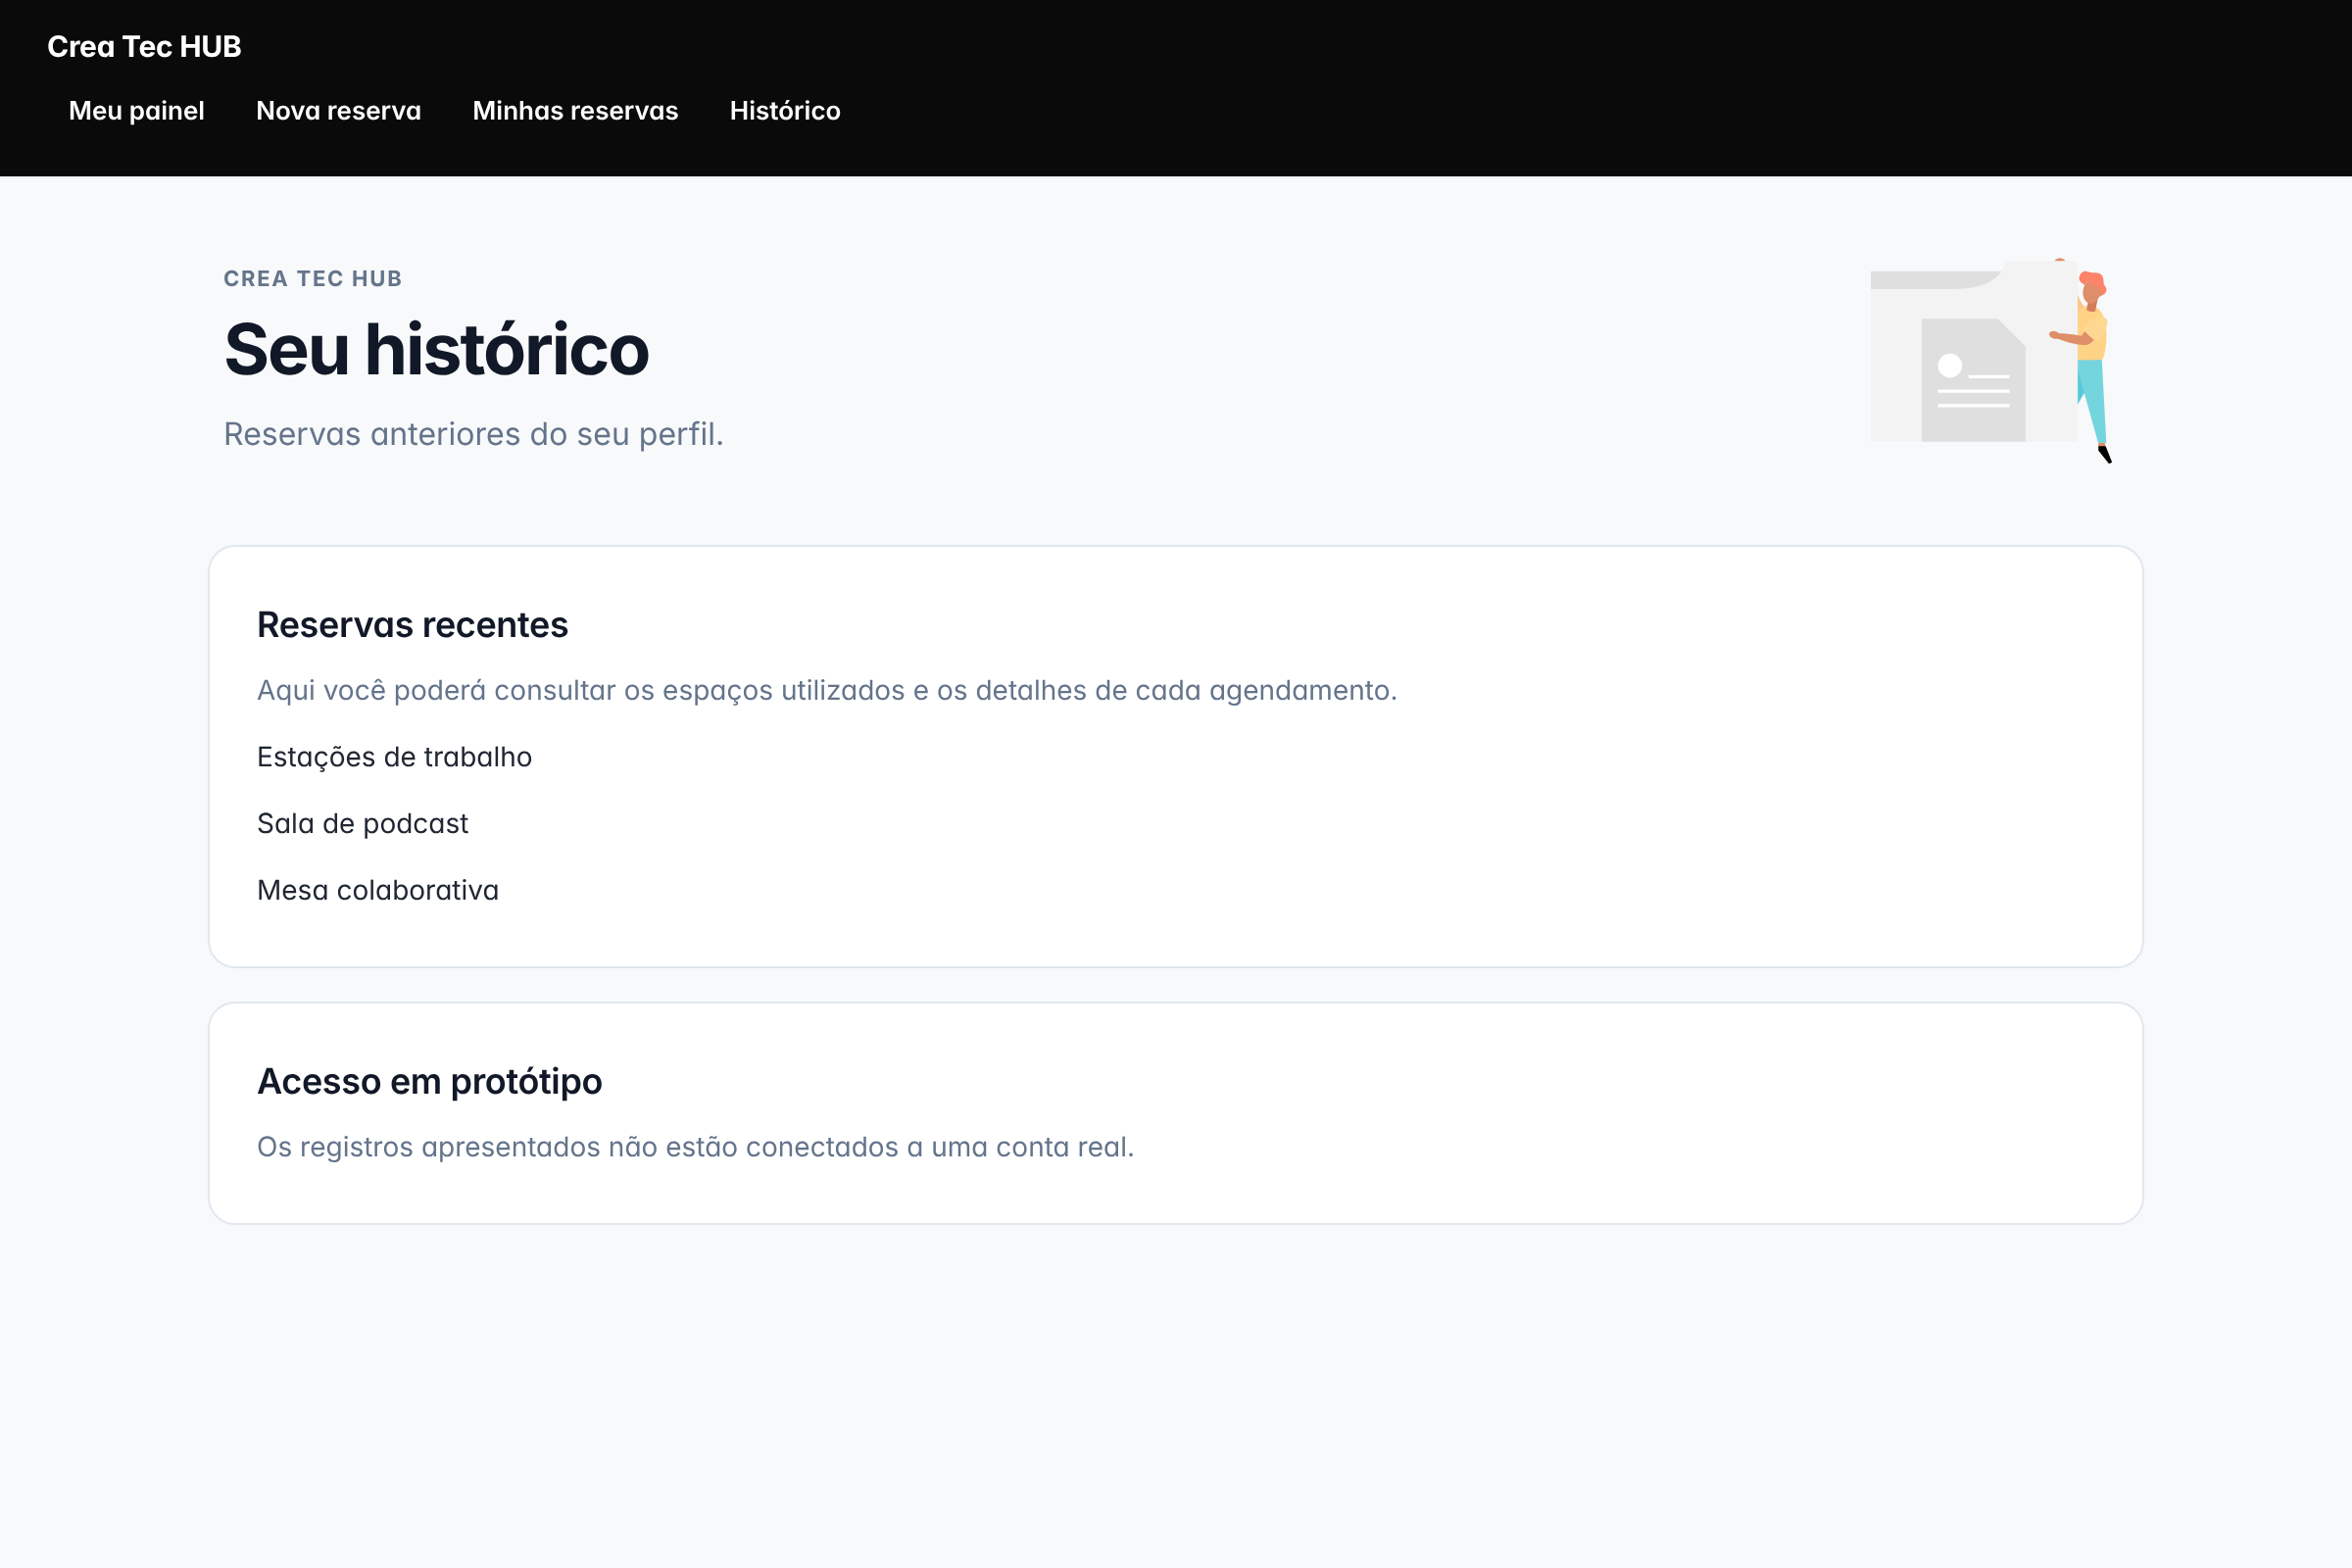 Crea Tec HUB
Meu painel Nova reserva Minhas reservas Histórico
CREA TEC HUB
Seu histórico
Reservas anteriores do seu perfil.
Reservas recentes
Aqui você poderá consultar os espaços utilizados e os detalhes de cada agendamento.
Estações de trabalho
Sala de podcast
Mesa colaborativa
Acesso em protótipo
Os registros apresentados não estão conectados a uma conta real.